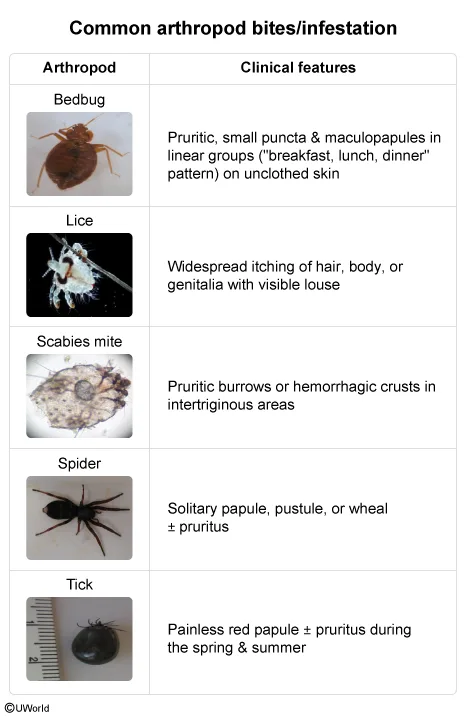 Common arthropod bites/infestation
Arthropod
Clinical features
Bedbug
Pruritic, small puncta & maculopapules in
linear groups ("breakfast, lunch, dinner"
pattern) on unclothed skin
Lice
Widespread itching of hair, body, or
genitalia with visible louse
Scabies mite
Pruritic burrows or hemorrhagic crusts in
intertriginous areas
Spider
Solitary papule, pustule, or wheal
± pruritus
Tick
1
2
Painless red papule ± pruritus during
the spring & summer
©UWorld